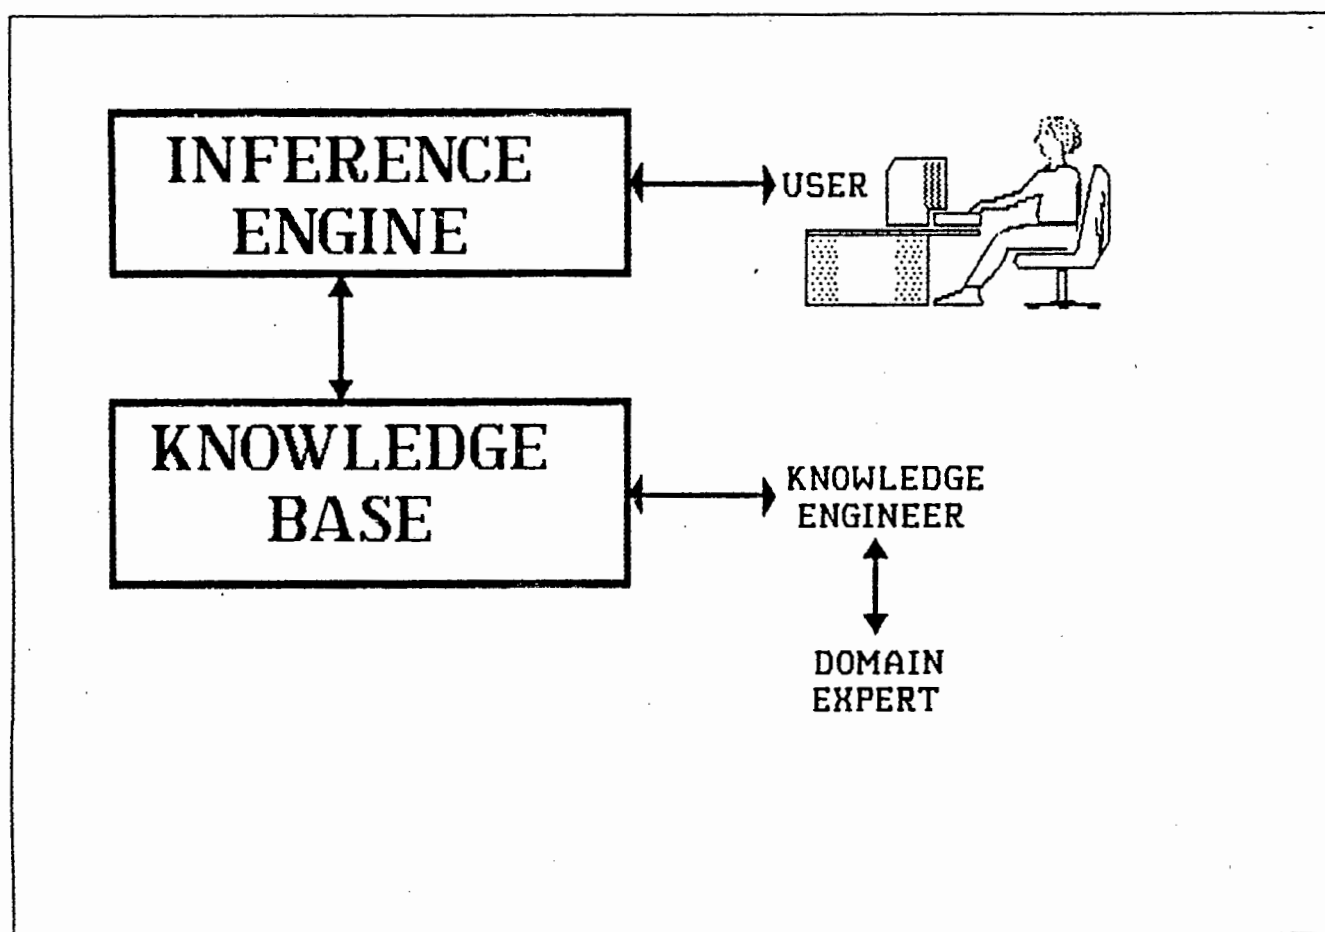 INFERENCE
ENGINE
USER
KNOWLEDGE
BASE
KNOWLEDGE
ENGINEER
DOMAIN
EXPERT